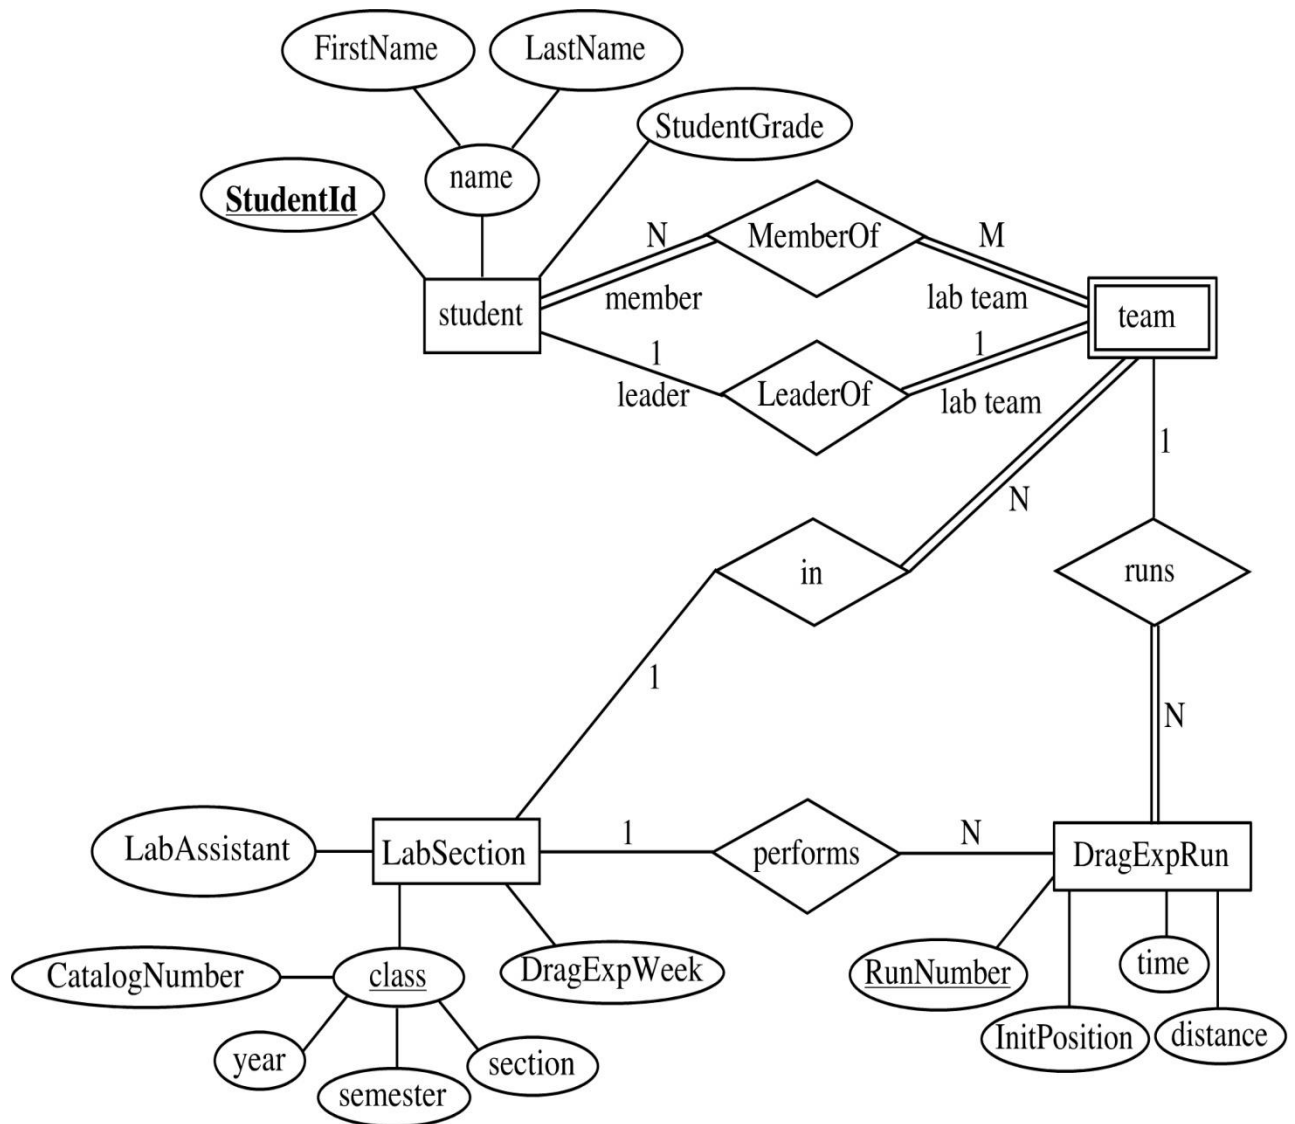 FirstName
LastName
StudentGrade
name
StudentId
N
MemberOf
M
member
lab team
student
team
1
LeaderOf
1
leader
lab team
1
N
in
runs
1
N
LabAssistant
LabSection
1
performs
N
DragExpRun
CatalogNumber
class
DragExpWeek
RunNumber
time
year
section
InitPosition
distance
semester